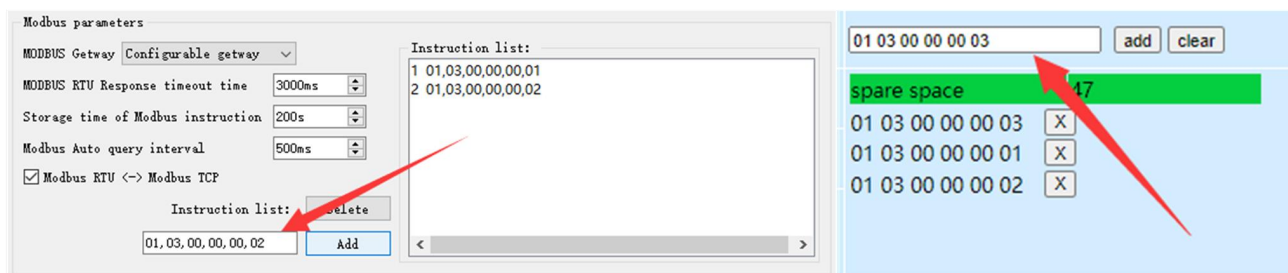 Modbus parameters
MODBUS Getway Configurable getway
MODBUS RTU Response timeout time 3000ms
Storage time of Modbus instruction 200s
Modbus Auto query interval 500ms
Modbus RTU <-> Modbus TCP
Instruction list: Delete
01,03,00,00,00,02 Add
Instruction list:
1 01,03,00,00,00,01
2 01,03,00,00,00,02
01 03 00 00 00 03 add clear
spare space 47
01 03 00 00 00 03 X
01 03 00 00 00 01 X
01 03 00 00 00 02 X